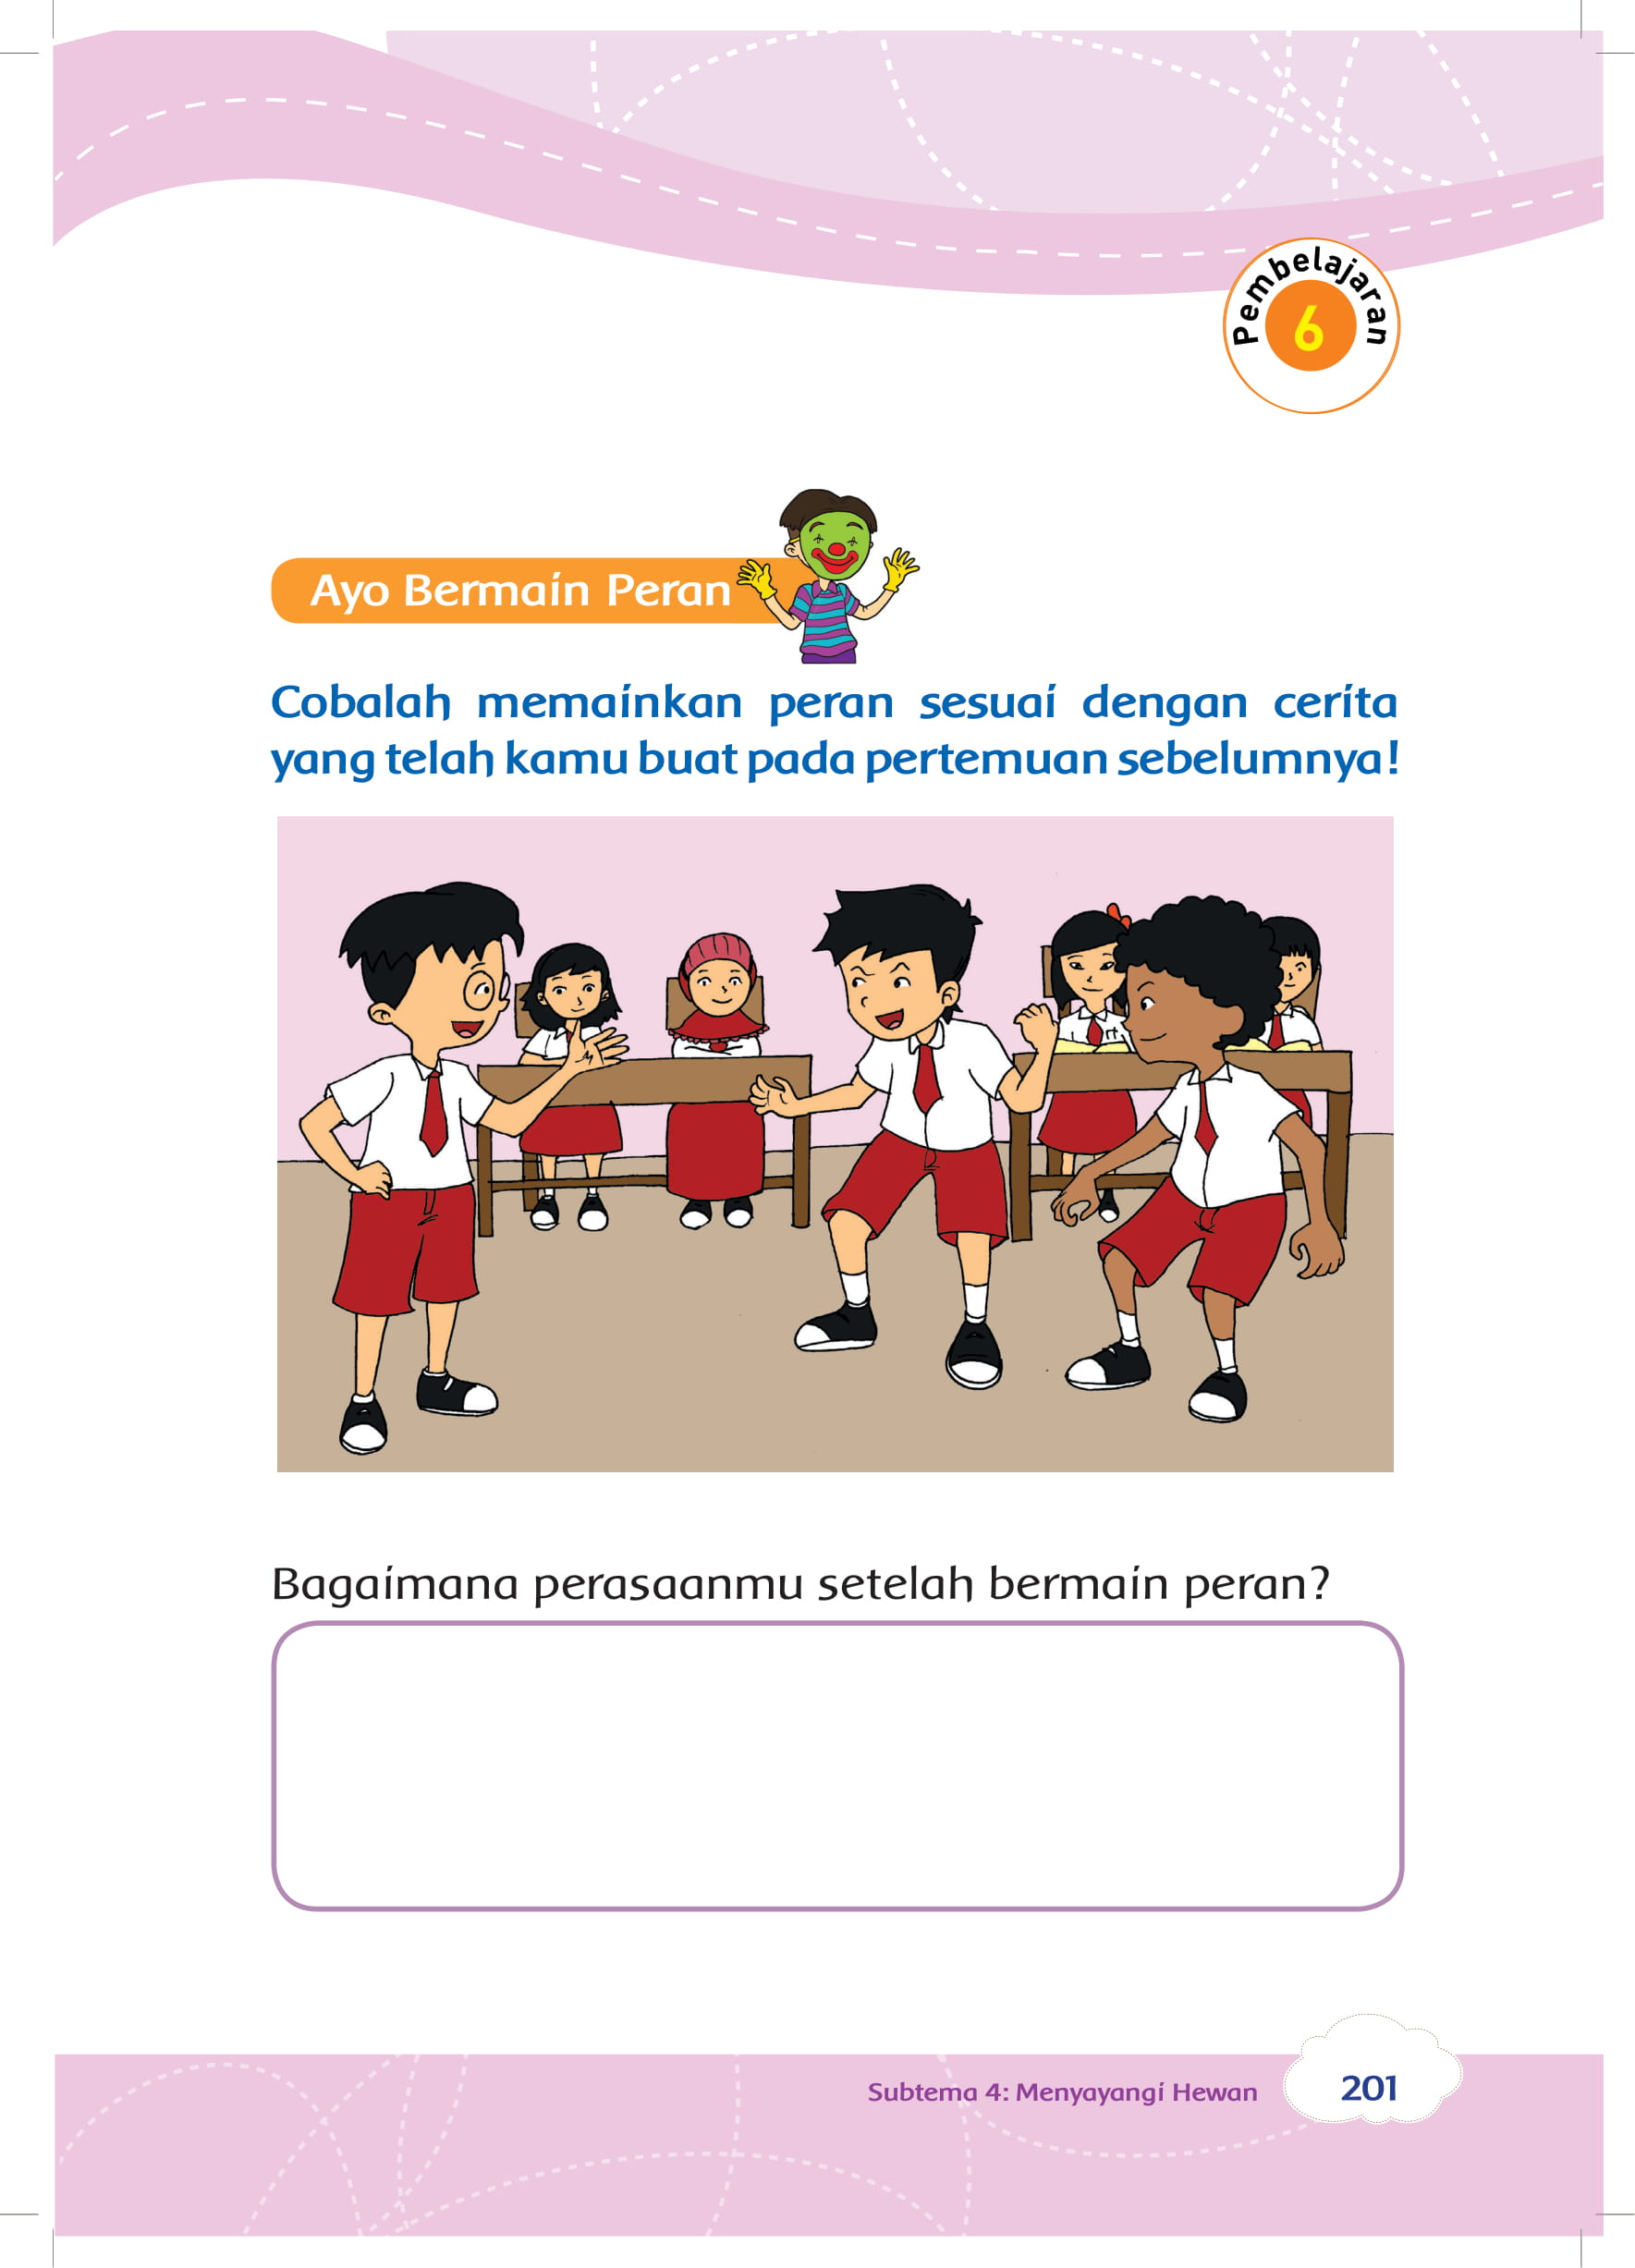 Pembelajaran
6
Ayo Bermain Peran
Cobalah memainkan peran sesuai dengan cerita
yang telah kamu buat pada pertemuan sebelumnya!
Bagaimana perasaanmu setelah bermain peran?
Subtema 4: Menyayangi Hewan
201